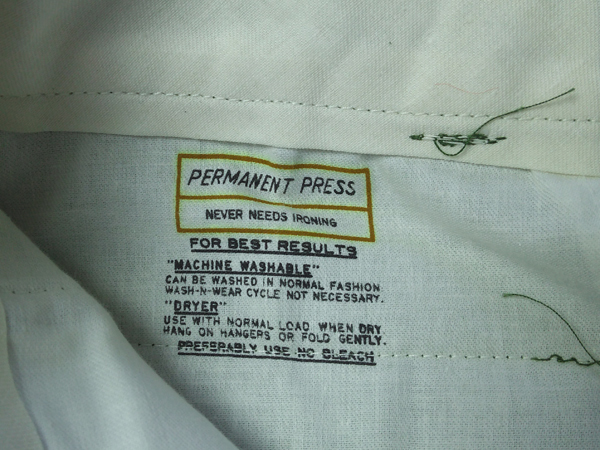 PERMANENT PRESS
NEVER NEEDS IRONING
FOR BEST RESULTS
"MACHINE WASHABLE"
CAN BE WASHED IN NORMAL FASHION
WASH-N-WEAR CYCLE NOT NECESSARY.
"DRYER"
USE WITH NORMAL LOAD WHEN DRY
HANG ON HANGERS OR FOLD GENTLY.
PREFERABLY USE NO BLEACH